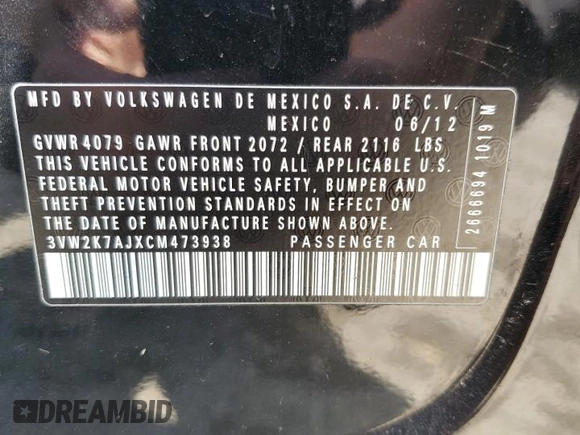 MFD BY VOLKSWAGEN DE MEXICO S.A. DE C.V.
MEXICO 06/12
GVWR 4079 GAWR FRONT 2072 / REAR 2116 LBS
THIS VEHICLE CONFORMS TO ALL APPLICABLE U.S.
FEDERAL MOTOR VEHICLE SAFETY, BUMPER AND
THEFT PREVENTION STANDARDS IN EFFECT ON
THE DATE OF MANUFACTURE SHOWN ABOVE.
3VW2K7AJXCM473938 PASSENGER CAR
2666694 1019 M
DREAMBID